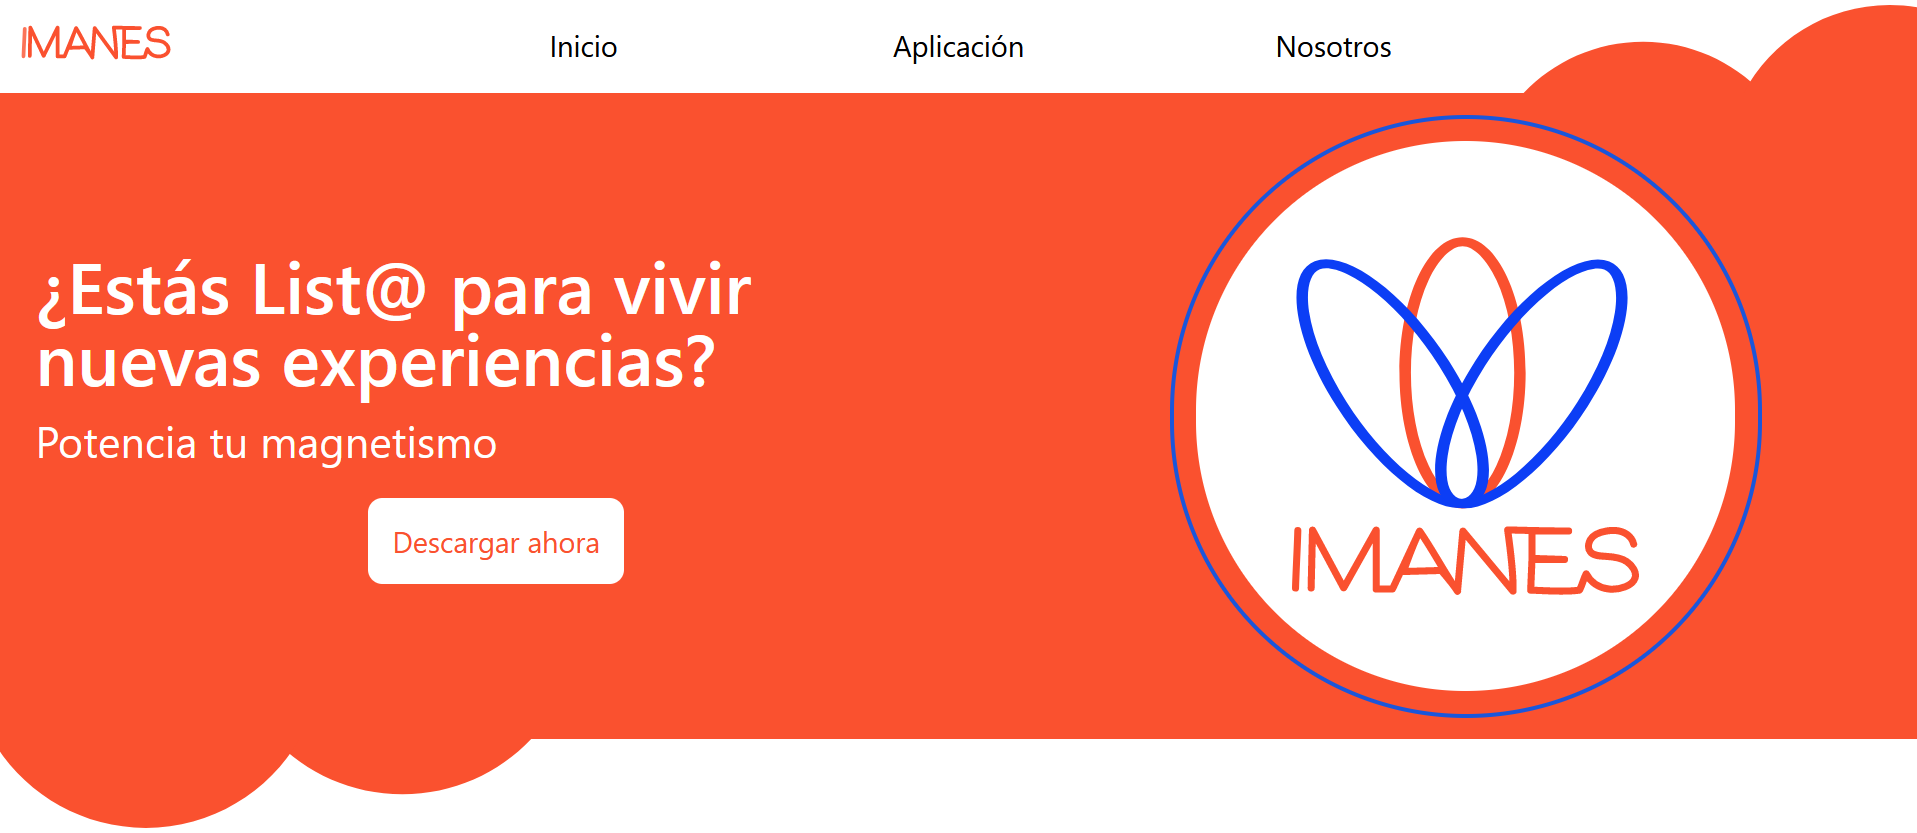 IMANES
Inicio
Aplicación
Nosotros
¿Estás List@ para vivir
nuevas experiencias?
Potencia tu magnetismo
Descargar ahora
IMANES